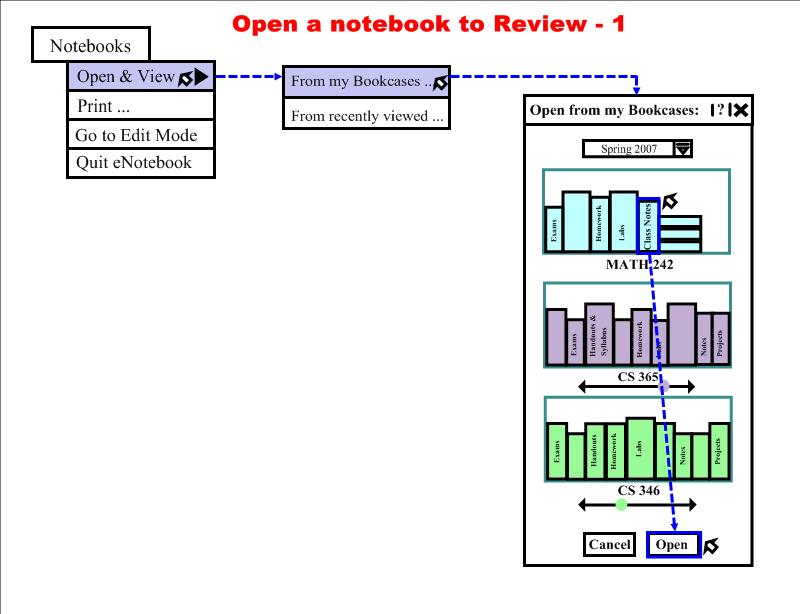 Open a notebook to Review - 1
Notebooks
Open & View
Print ...
Go to Edit Mode
Quit eNotebook
From my Bookcases ...
From recently viewed ...
Open from my Bookcases: |?|X
Spring 2007
Exams
Homework
Labs
Class Notes
MATH 242
Exams
Handouts &
Syllabus
Homework
Notes
Projects
CS 365
Exams
Handouts
Homework
Labs
Notes
Projects
CS 346
Cancel
Open